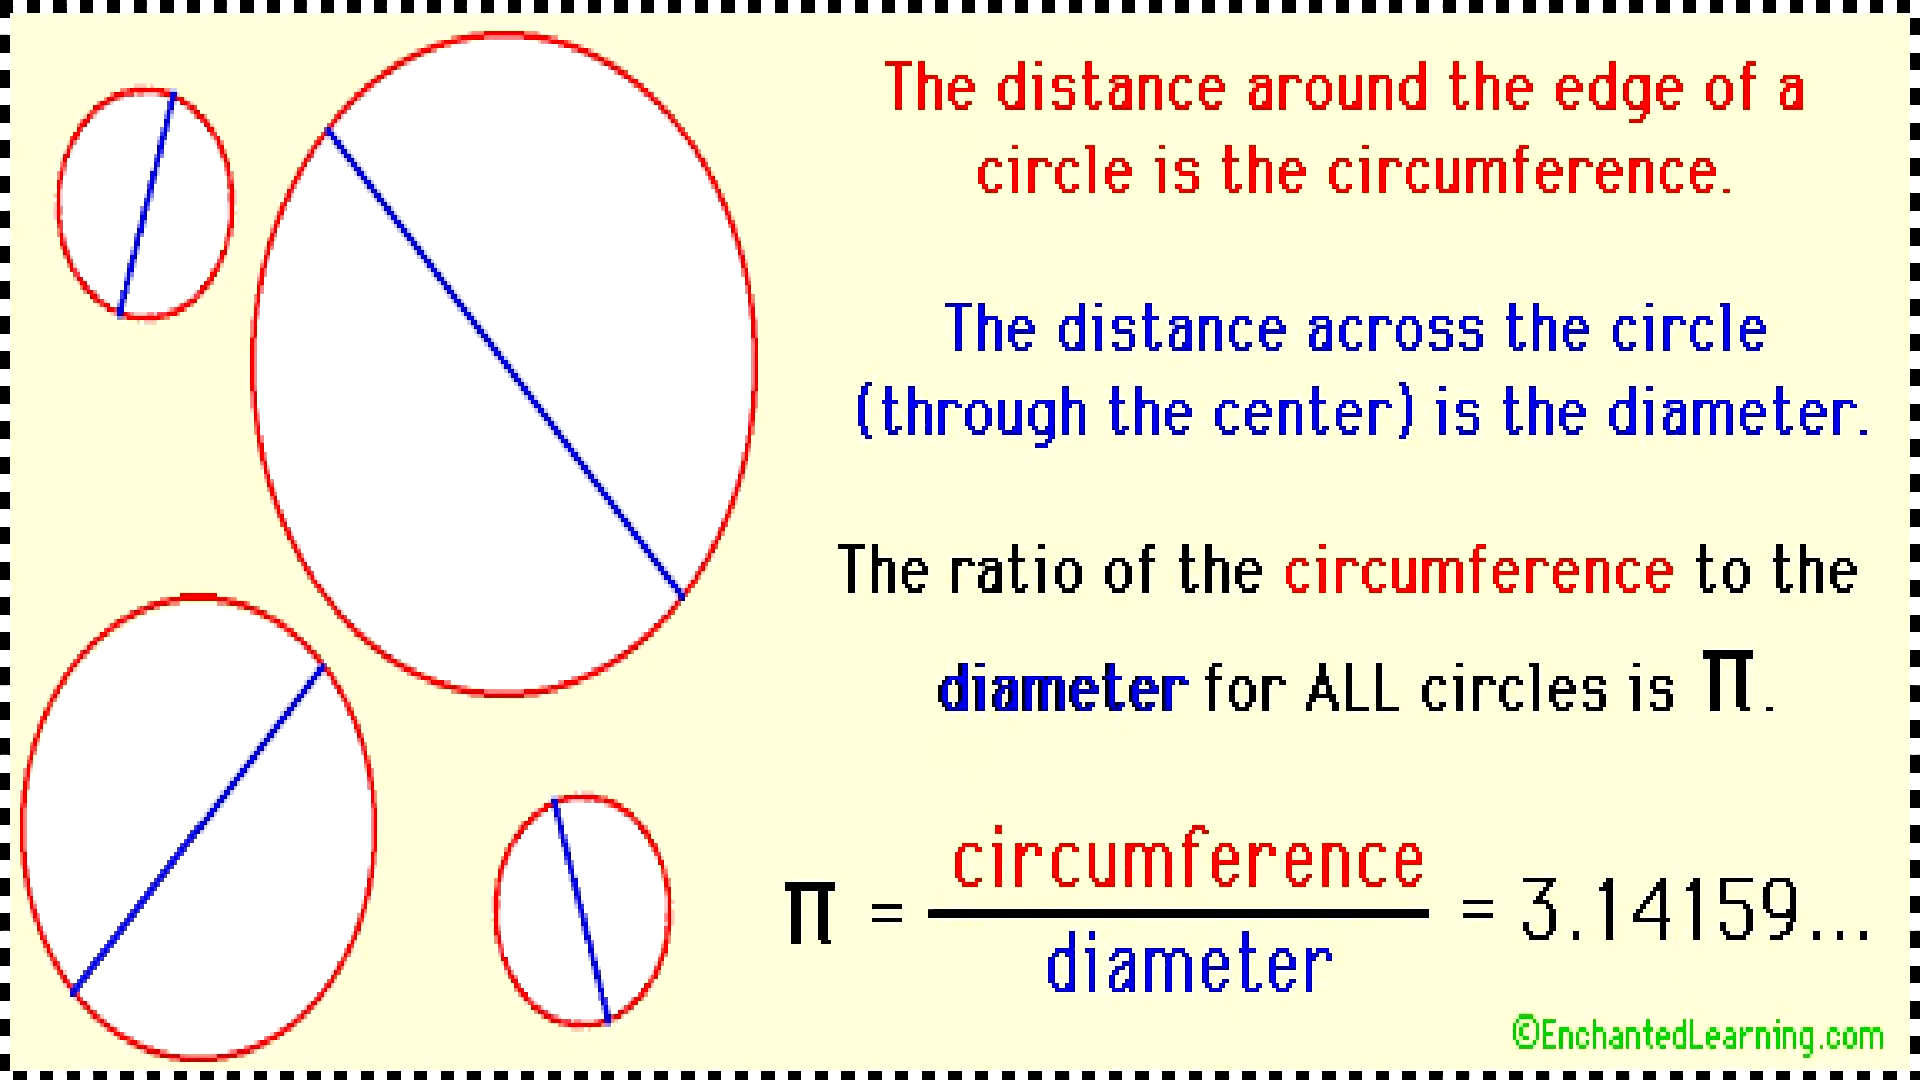 The distance around the edge of a
circle is the circumference.
The distance across the circle
(through the center) is the diameter.
The ratio of the circumference to the
diameter for ALL circles is π.
π = circumference / diameter = 3.14159...
©EnchantedLearning.com